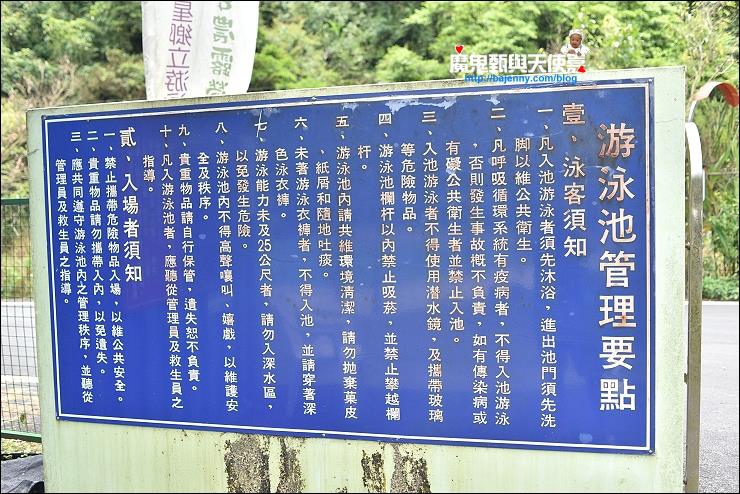 魔鬼甄與天使嘉
http://bajenny.com/blog
星鄉立游
游泳池管理要點
壹、泳客須知
一、凡入池游泳者須先沐浴，進出池門須先洗
腳以維公共衛生。
二、凡呼吸循環系統有疫病者，不得入池游泳
，否則發生事故概不負責，如有傳染病或
有礙公共衛生者並禁止入池。
三、入池游泳者不得使用潛水鏡，及攜帶玻璃
等危險物品。
四、游泳池欄杆以內禁止吸菸，並禁止攀越欄
杆。
五、游泳池內請共維環境清潔，請勿拋棄菓皮
、紙屑和隨地吐痰。
六、未著游泳衣褲者，不得入池，並請穿著深
色泳衣褲。
七、游泳能力未及25公尺者，請勿入深水區，
以免發生危險。
八、游泳池內不得高聲嚷叫、嬉戲，以維護安
全及秩序。
九、貴重物品請自行保管，遺失恕不負責。
十、凡入游泳池者，應聽從管理員及救生員之
指導。
貳、入場者須知
一、禁止攜帶危險物品入場，以維公共安全。
二、貴重物品請勿攜帶入內，以免遺失。
三、應共同遵守游泳池內之管理秩序，並聽從
管理員及救生員之指導。